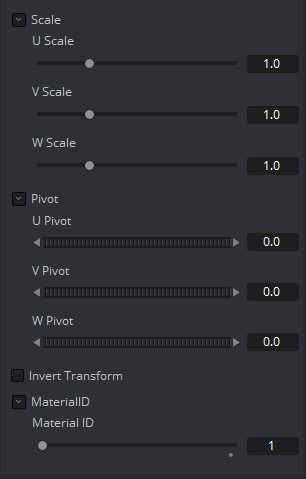 Scale
U Scale
1.0
V Scale
1.0
W Scale
1.0
Pivot
U Pivot
0.0
V Pivot
0.0
W Pivot
0.0
Invert Transform
MaterialID
Material ID
1